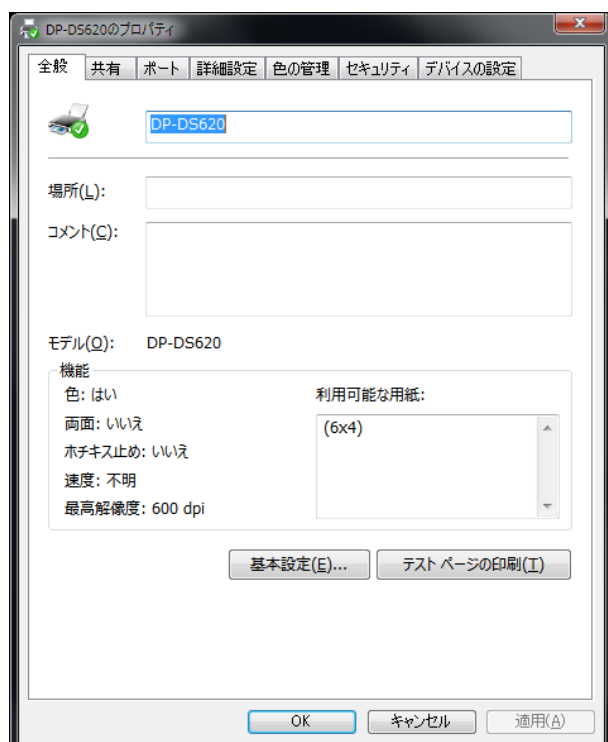 DP-DS620のプロパティ
全般 共有 ポート 詳細設定 色の管理 セキュリティ デバイスの設定
DP-DS620
場所(L):
コメント(C):
モデル(O): DP-DS620
機能
色: はい 利用可能な用紙:
両面: いいえ (6x4)
ホチキス止め: いいえ
速度: 不明
最高解像度: 600 dpi
基本設定(E)... テスト ページの印刷(T)
OK キャンセル 適用(A)